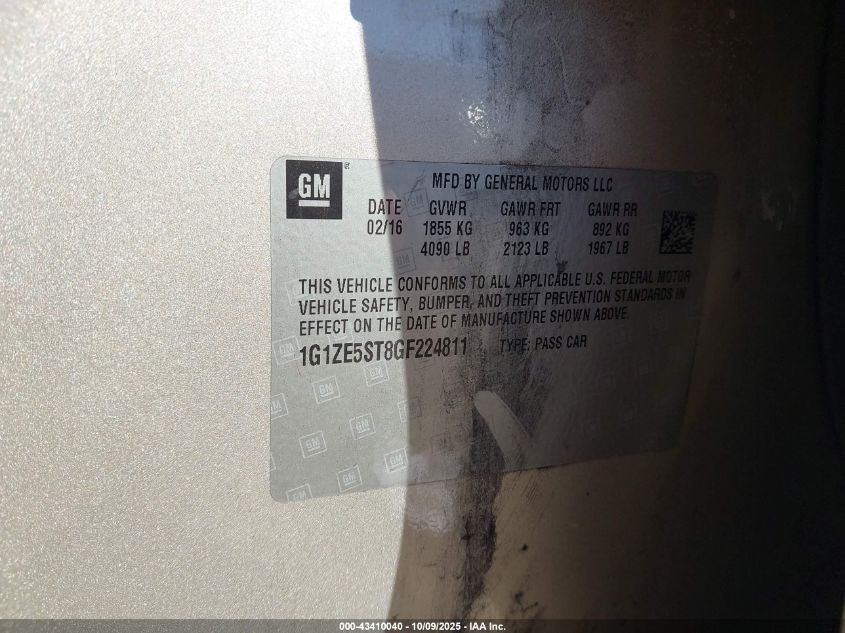 GM
MFD BY GENERAL MOTORS LLC
DATE GVWR GAWR FRT GAWR RR
02/16 1855 KG 963 KG 892 KG
4090 LB 2123 LB 1967 LB
THIS VEHICLE CONFORMS TO ALL APPLICABLE U.S. FEDERAL MOTOR
VEHICLE SAFETY, BUMPER, AND THEFT PREVENTION STANDARDS IN
EFFECT ON THE DATE OF MANUFACTURE SHOWN ABOVE.
1G1ZE5ST8GF224811 TYPE: PASS CAR
000-43410040 - 10/09/2025 - IAA Inc.